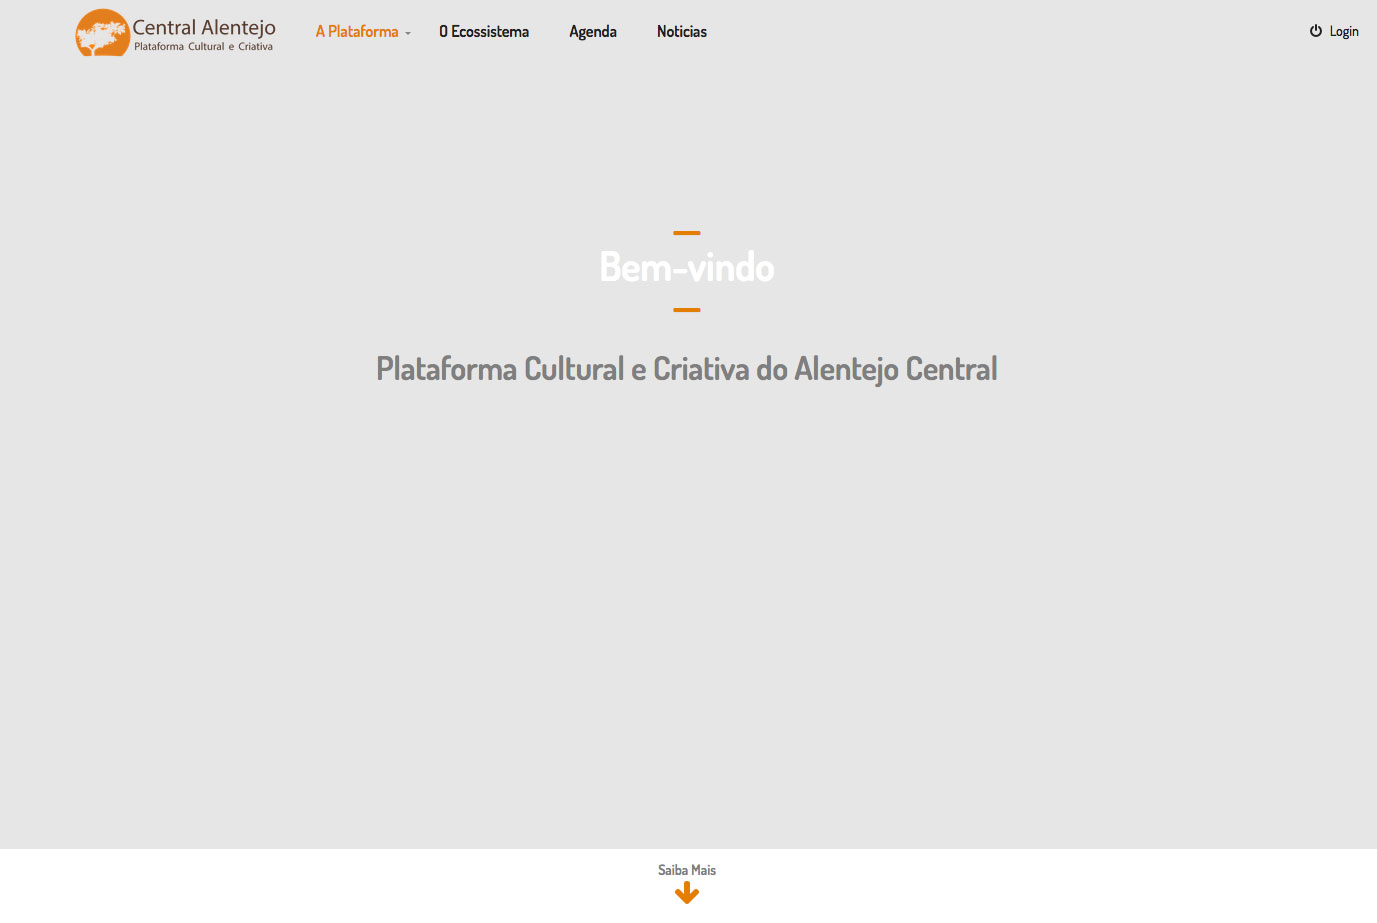 Central Alentejo
Plataforma Cultural e Criativa
A Plataforma
O Ecossistema
Agenda
Noticias
Login
Bem-vindo
Plataforma Cultural e Criativa do Alentejo Central
Saiba Mais